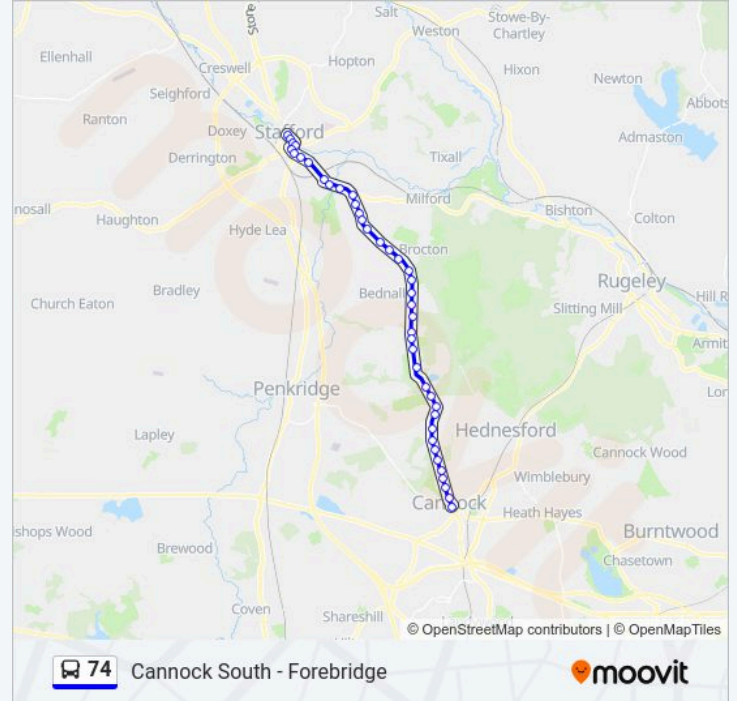 Salt
Stowe-By-
Chartley
Stone
Weston
Ellenhall
Hopton
Creswell
Hixon
Newton
Seighford
Abbots
Ranton
Doxey
Stafford
Admaston
Derrington
Tixall
Milford
nosall
Haughton
Bishton
Colton
Hyde Lea
Brocton
Rugeley
Bradley
Bednall
Hill R
Church Eaton
Slitting Mill
Armit
Penkridge
Lon
Lapley
Hednesford
Cannock Wood
Wimblebury
Cannock
Heath Hayes
ishops Wood
Burntwood
Brewood
Chasetown
Coven
Shareshill
© OpenStreetMap contributors | © OpenMapTiles
74 Cannock South - Forebridge
moovit